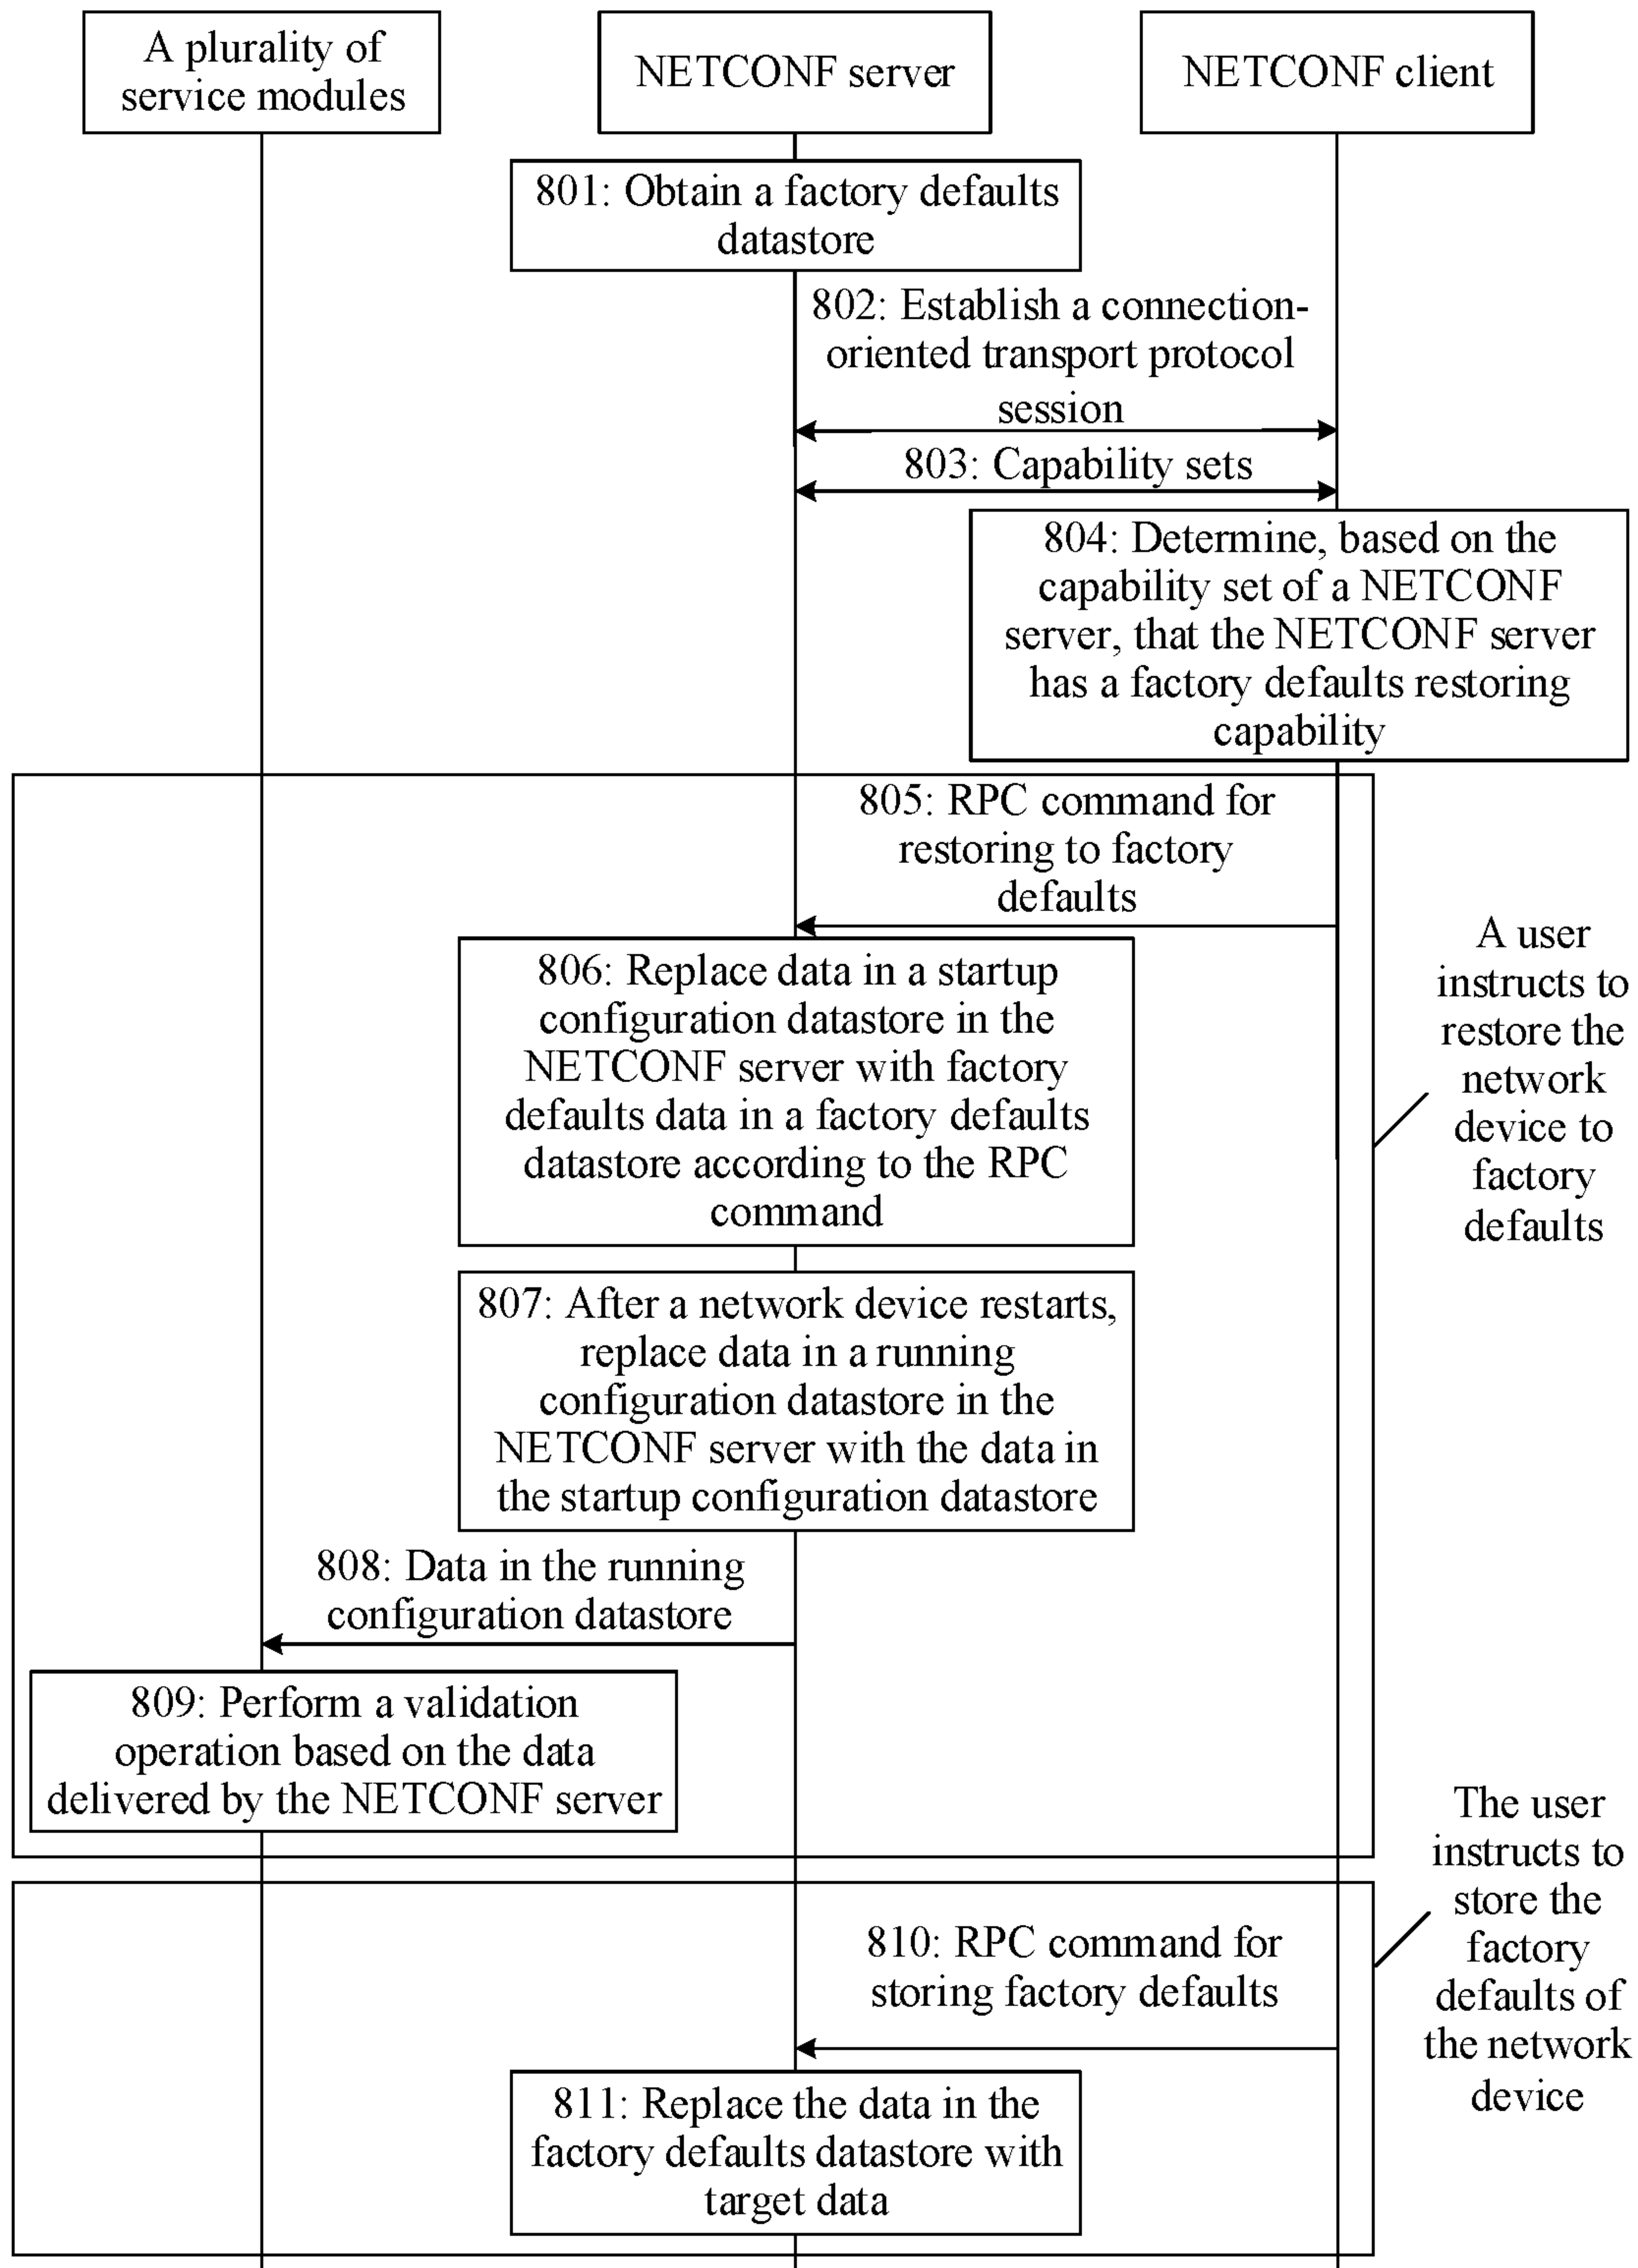 A plurality of
service modules
NETCONF server
NETCONF client
801: Obtain a factory defaults
datastore
802: Establish a connection-
oriented transport protocol
session
803: Capability sets
804: Determine, based on the
capability set of a NETCONF
server, that the NETCONF server
has a factory defaults restoring
capability
805: RPC command for
restoring to factory
defaults
806: Replace data in a startup
configuration datastore in the
NETCONF server with factory
defaults data in a factory defaults
datastore according to the RPC
command
A user
instructs to
restore the
network
device to
factory
defaults
807: After a network device restarts,
replace data in a running
configuration datastore in the
NETCONF server with the data in
the startup configuration datastore
808: Data in the running
configuration datastore
809: Perform a validation
operation based on the data
delivered by the NETCONF server
810: RPC command for
storing factory defaults
The user
instructs to
store the
factory
defaults of
the network
device
811: Replace the data in the
factory defaults datastore with
target data